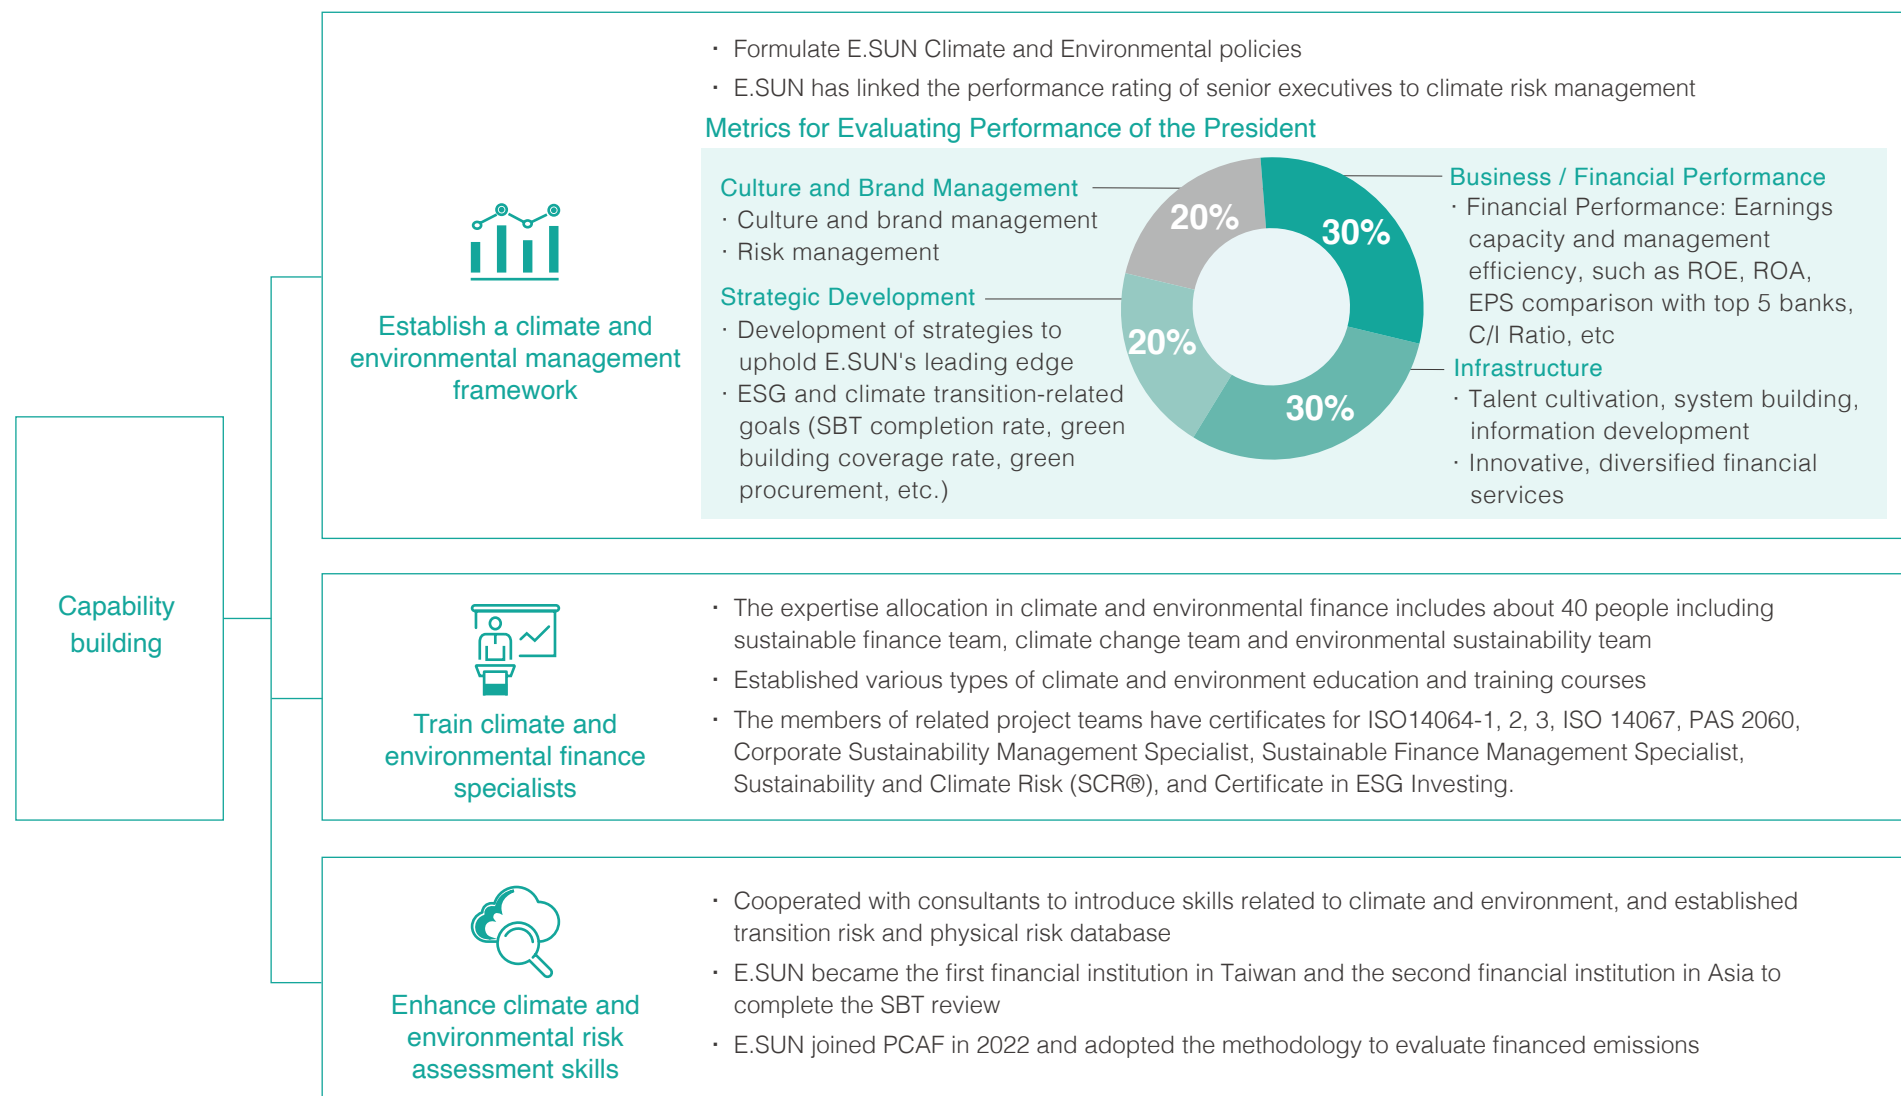 Capability
building
Establish a climate and
environmental management
framework
· Formulate E.SUN Climate and Environmental policies
· E.SUN has linked the performance rating of senior executives to climate risk management
Metrics for Evaluating Performance of the President
Culture and Brand Management
· Culture and brand management
· Risk management
Strategic Development
· Development of strategies to
uphold E.SUN's leading edge
· ESG and climate transition-related
goals (SBT completion rate, green
building coverage rate, green
procurement, etc.)
20%
30%
20%
30%
Business / Financial Performance
· Financial Performance: Earnings
capacity and management
efficiency, such as ROE, ROA,
EPS comparison with top 5 banks,
C/I Ratio, etc
Infrastructure
· Talent cultivation, system building,
information development
· Innovative, diversified financial
services
Train climate and
environmental finance
specialists
· The expertise allocation in climate and environmental finance includes about 40 people including
sustainable finance team, climate change team and environmental sustainability team
· Established various types of climate and environment education and training courses
· The members of related project teams have certificates for ISO14064-1, 2, 3, ISO 14067, PAS 2060,
Corporate Sustainability Management Specialist, Sustainable Finance Management Specialist,
Sustainability and Climate Risk (SCR®), and Certificate in ESG Investing.
Enhance climate and
environmental risk
assessment skills
· Cooperated with consultants to introduce skills related to climate and environment, and established
transition risk and physical risk database
· E.SUN became the first financial institution in Taiwan and the second financial institution in Asia to
complete the SBT review
· E.SUN joined PCAF in 2022 and adopted the methodology to evaluate financed emissions